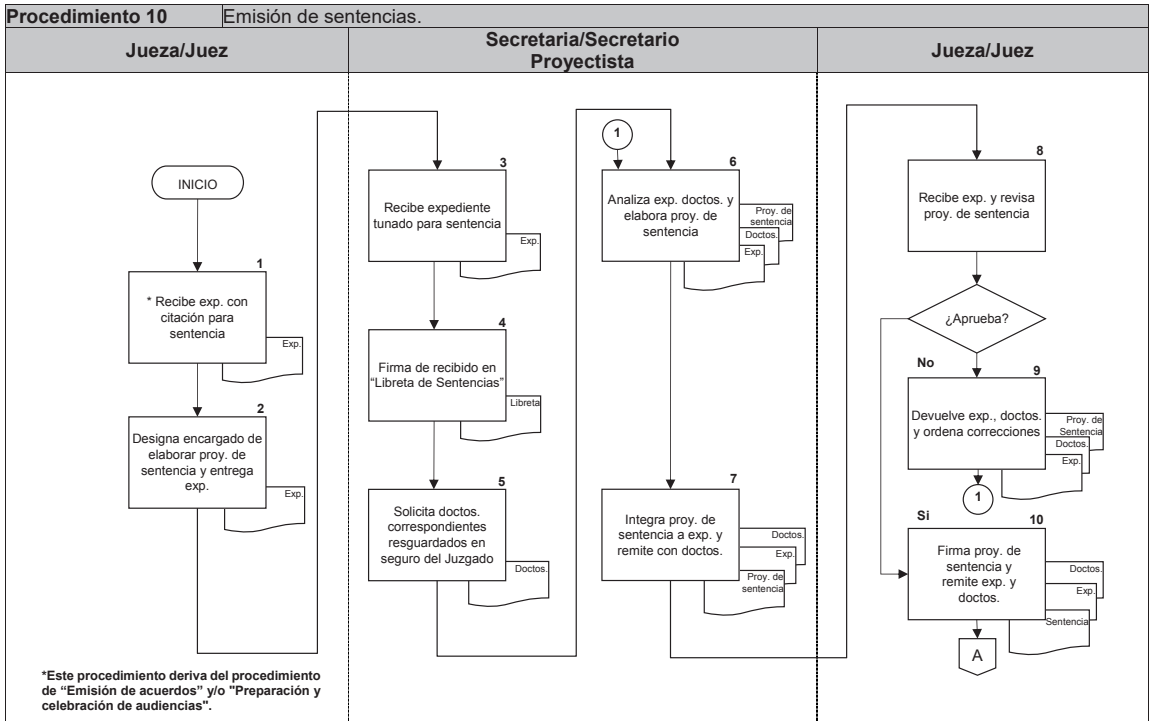 Procedimiento 10
Emisión de sentencias.
Jueza/Juez
Secretaria/Secretario
Proyectista
Jueza/Juez
INICIO
1
* Recibe exp. con
citación para
sentencia
Exp.
2
Designa encargado de
elaborar proy. de
sentencia y entrega
exp.
Exp.
*Este procedimiento deriva del procedimiento
de “Emisión de acuerdos” y/o "Preparación y
celebración de audiencias".
3
Recibe expediente
tunado para sentencia
Exp.
4
Firma de recibido en
“Libreta de Sentencias”
Libreta
5
Solicita doctos.
correspondientes
resguardados en
seguro del Juzgado
Doctos.
1
6
Analiza exp. doctos. y
elabora proy. de
sentencia
Proy. de
sentencia
Doctos.
Exp.
7
Integra proy. de
sentencia a exp. y
remite con doctos.
Doctos.
Exp.
Proy. de
sentencia
8
Recibe exp. y revisa
proy. de sentencia
¿Aprueba?
No
9
Devuelve exp., doctos.
y ordena correcciones
Proy. de
Sentencia
Doctos.
Exp.
1
Si
10
Firma proy. de
sentencia y
remite exp. y
doctos.
Doctos.
Exp.
Sentencia
A